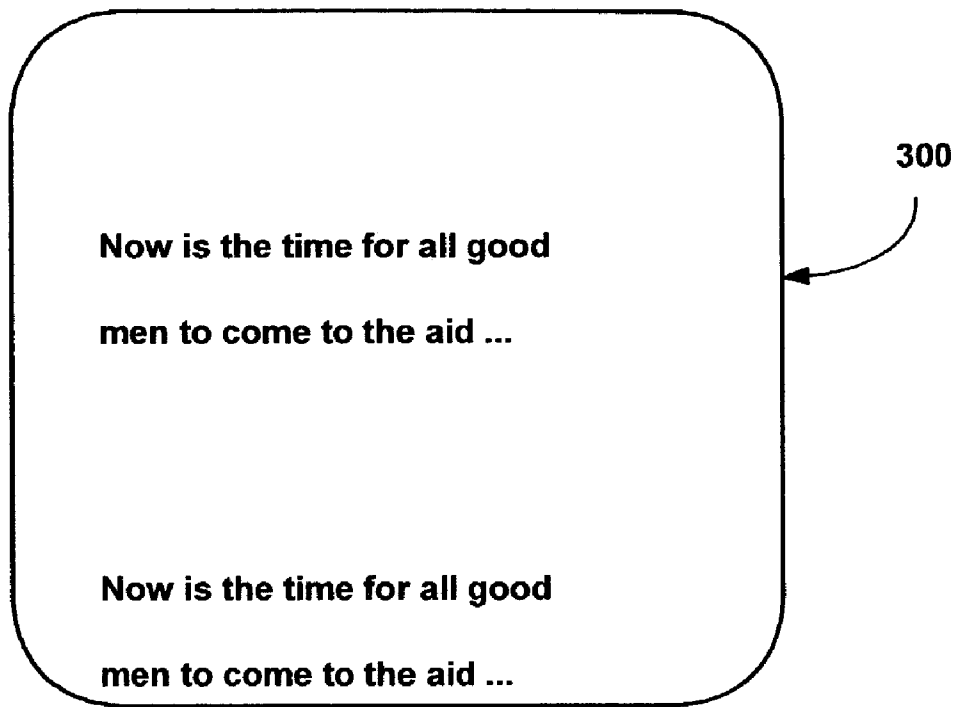 300
Now is the time for all good
men to come to the aid ...
Now is the time for all good
men to come to the aid ...